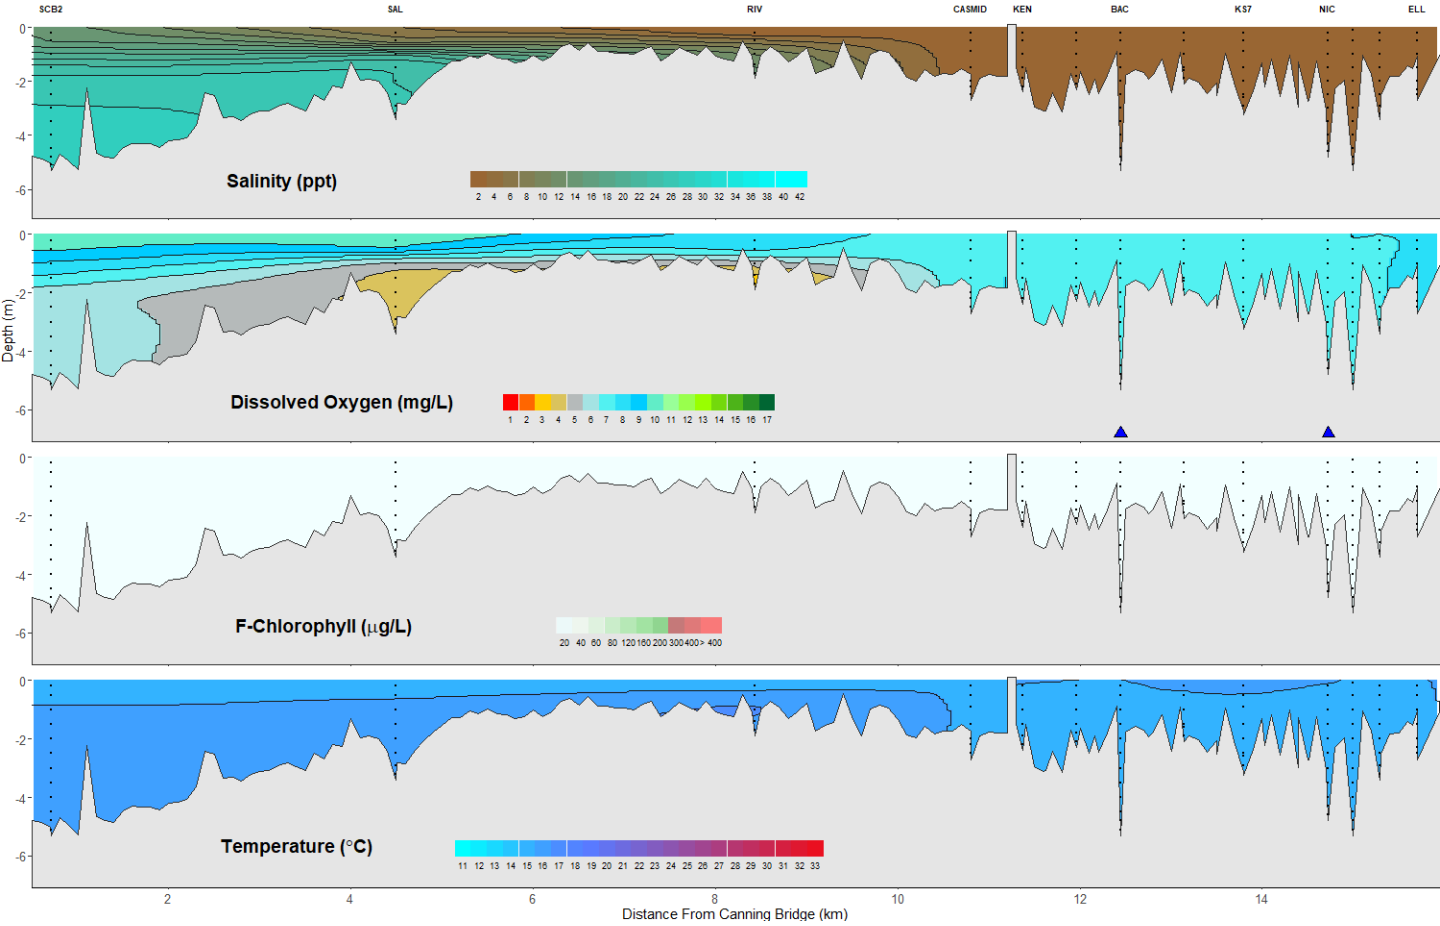 SCB2 SAL RIV CASMID KEN BAC KS7 NIC ELL
0
-2
-4
-6
Salinity (ppt)
2 4 6 8 10 12 14 16 18 20 22 24 26 28 30 32 34 36 38 40 42
0
-2
-4
-6
Depth (m)
Dissolved Oxygen (mg/L)
1 2 3 4 5 6 7 8 9 10 11 12 13 14 15 16 17
0
-2
-4
-6
F-Chlorophyll (μg/L)
20 40 60 80 120 160 200 300 400 > 400
0
-2
-4
-6
Temperature (°C)
11 12 13 14 15 16 17 18 19 20 21 22 23 24 25 26 27 28 29 30 31 32 33
2 4 6 8 10 12 14
Distance From Canning Bridge (km)